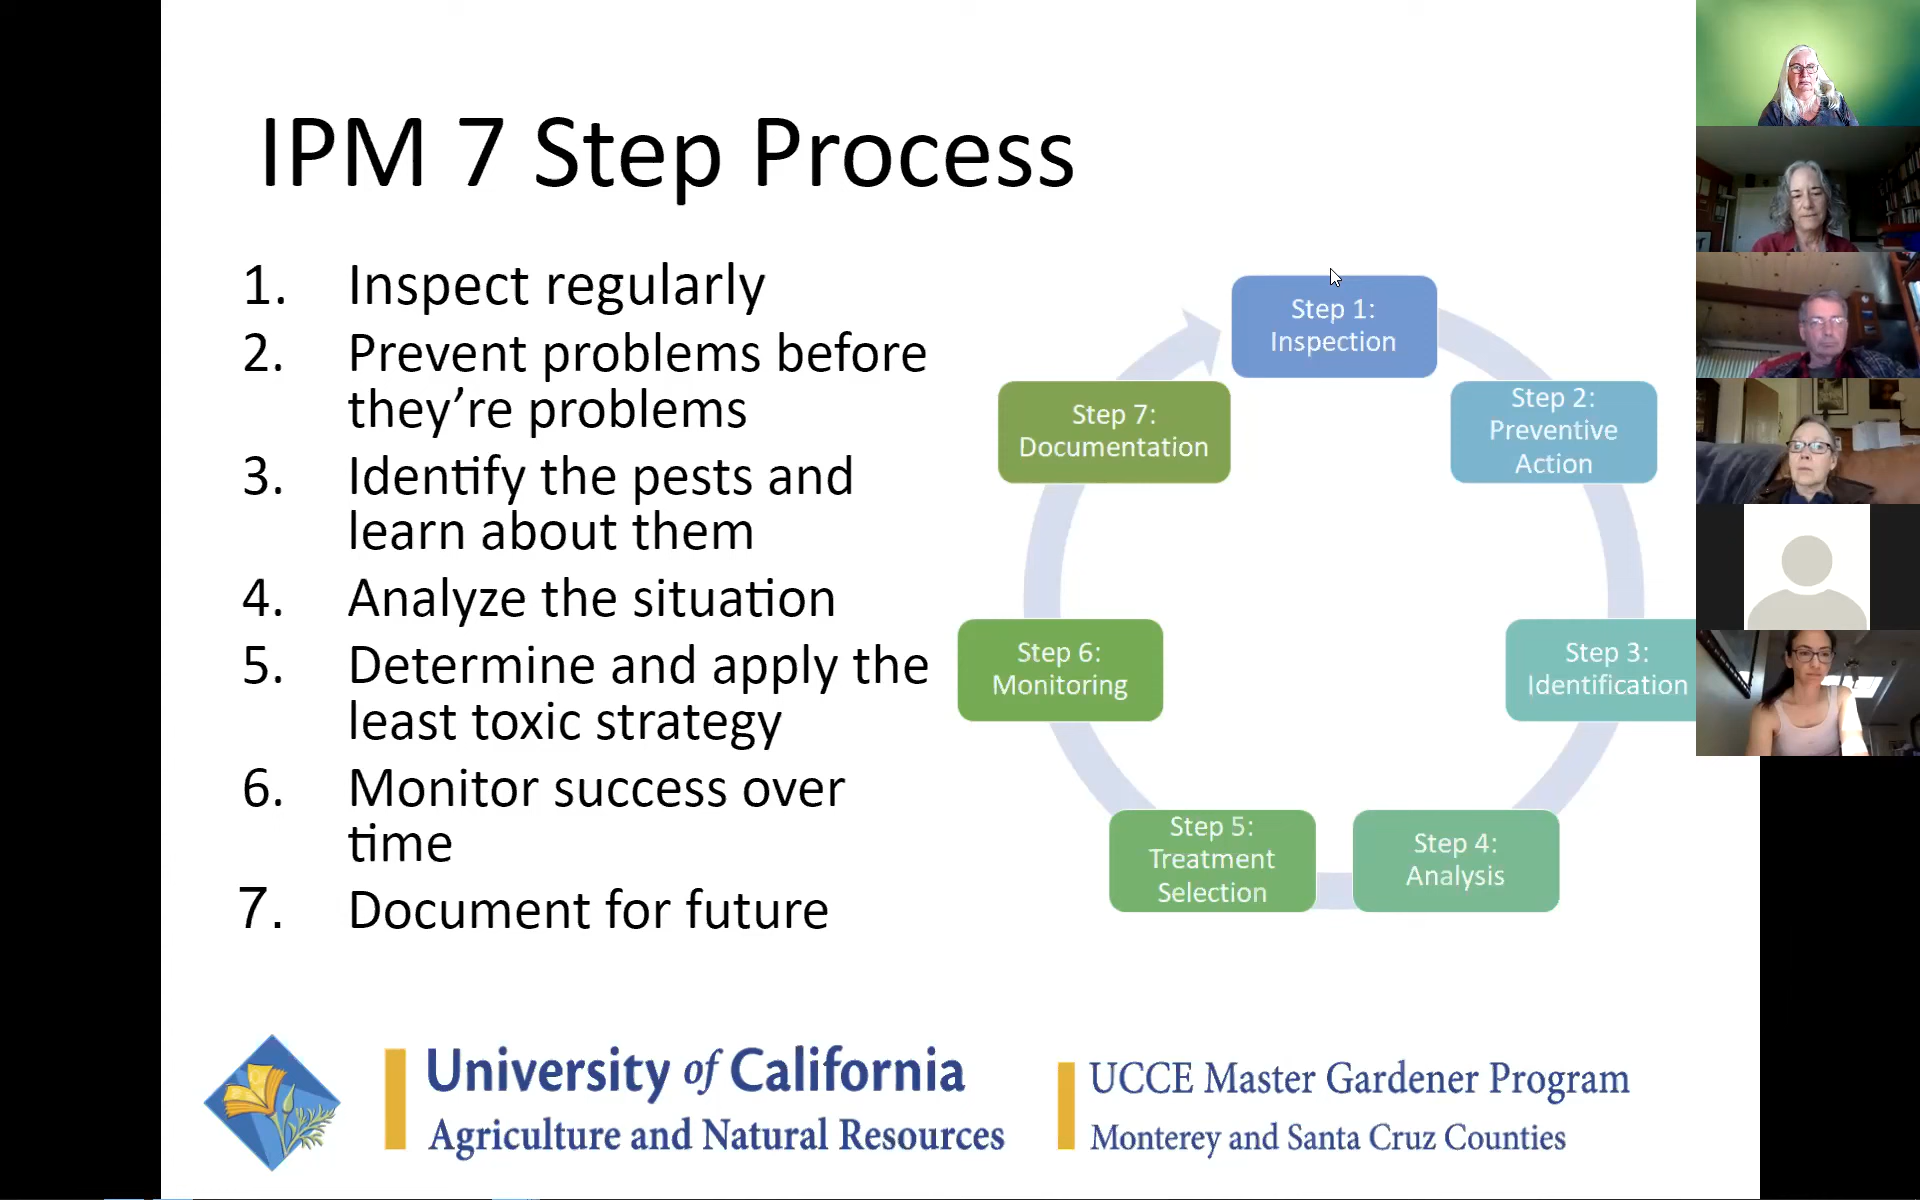 IPM 7 Step Process
1. Inspect regularly
2. Prevent problems before
they’re problems
3. Identify the pests and
learn about them
4. Analyze the situation
5. Determine and apply the
least toxic strategy
6. Monitor success over
time
7. Document for future
Step 1:
Inspection
Step 2:
Preventive
Action
Step 3:
Identification
Step 4:
Analysis
Step 5:
Treatment
Selection
Step 6:
Monitoring
Step 7:
Documentation
University of California
Agriculture and Natural Resources
UCCE Master Gardener Program
Monterey and Santa Cruz Counties